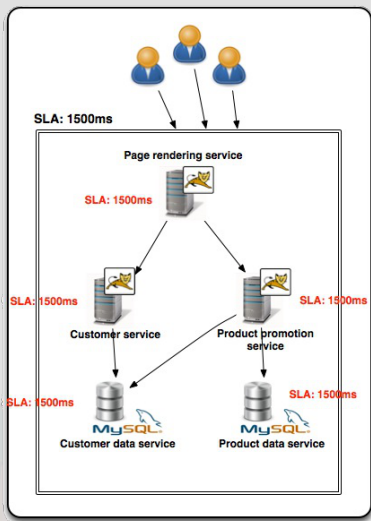 SLA: 1500ms
Page rendering service
SLA: 1500ms
SLA: 1500ms
SLA: 1500ms
Customer service
Product promotion
service
SLA: 1500ms
SLA: 1500ms
MySQL
MySQL
Customer data service
Product data service